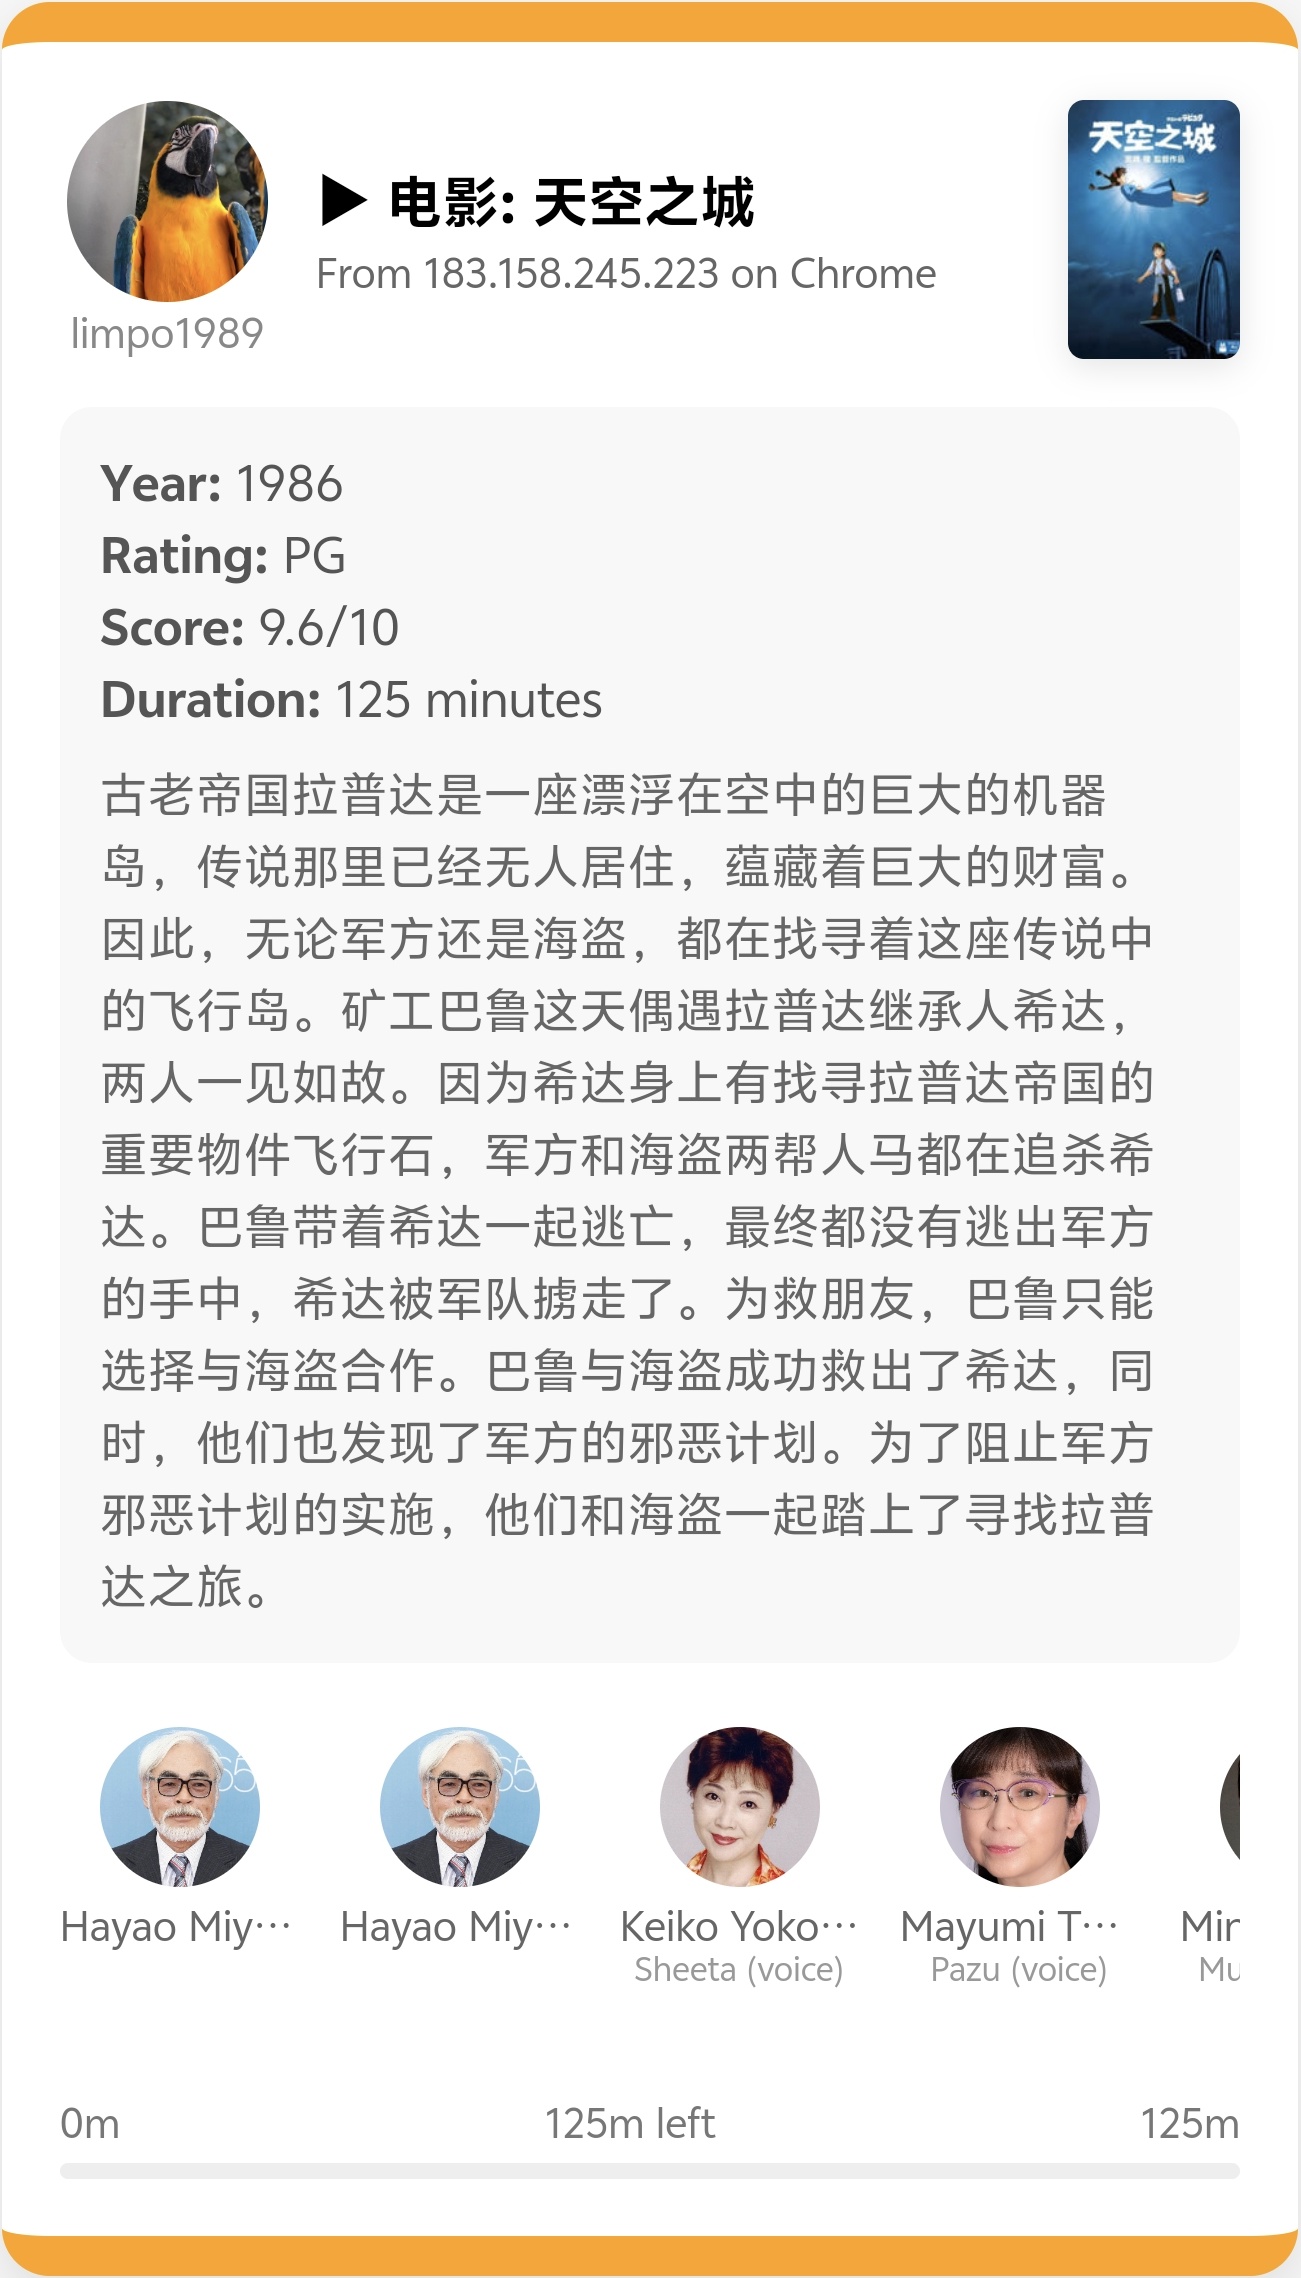 天空之城
▶ 电影: 天空之城
From 183.158.245.223 on Chrome
limpo1989
Year: 1986
Rating: PG
Score: 9.6/10
Duration: 125 minutes
古老帝国拉普达是一座漂浮在空中的巨大的机器
岛，传说那里已经无人居住，蕴藏着巨大的财富。
因此，无论军方还是海盗，都在找寻着这座传说中
的飞行岛。矿工巴鲁这天偶遇拉普达继承人希达，
两人一见如故。因为希达身上有找寻拉普达帝国的
重要物件飞行石，军方和海盗两帮人马都在追杀希
达。巴鲁带着希达一起逃亡，最终都没有逃出军方
的手中，希达被军队掳走了。为救朋友，巴鲁只能
选择与海盗合作。巴鲁与海盗成功救出了希达，同
时，他们也发现了军方的邪恶计划。为了阻止军方
邪恶计划的实施，他们和海盗一起踏上了寻找拉普
达之旅。
Hayao Miy… Hayao Miy… Keiko Yoko… Mayumi T… Min
Sheeta (voice) Pazu (voice) Mu
0m 125m left 125m